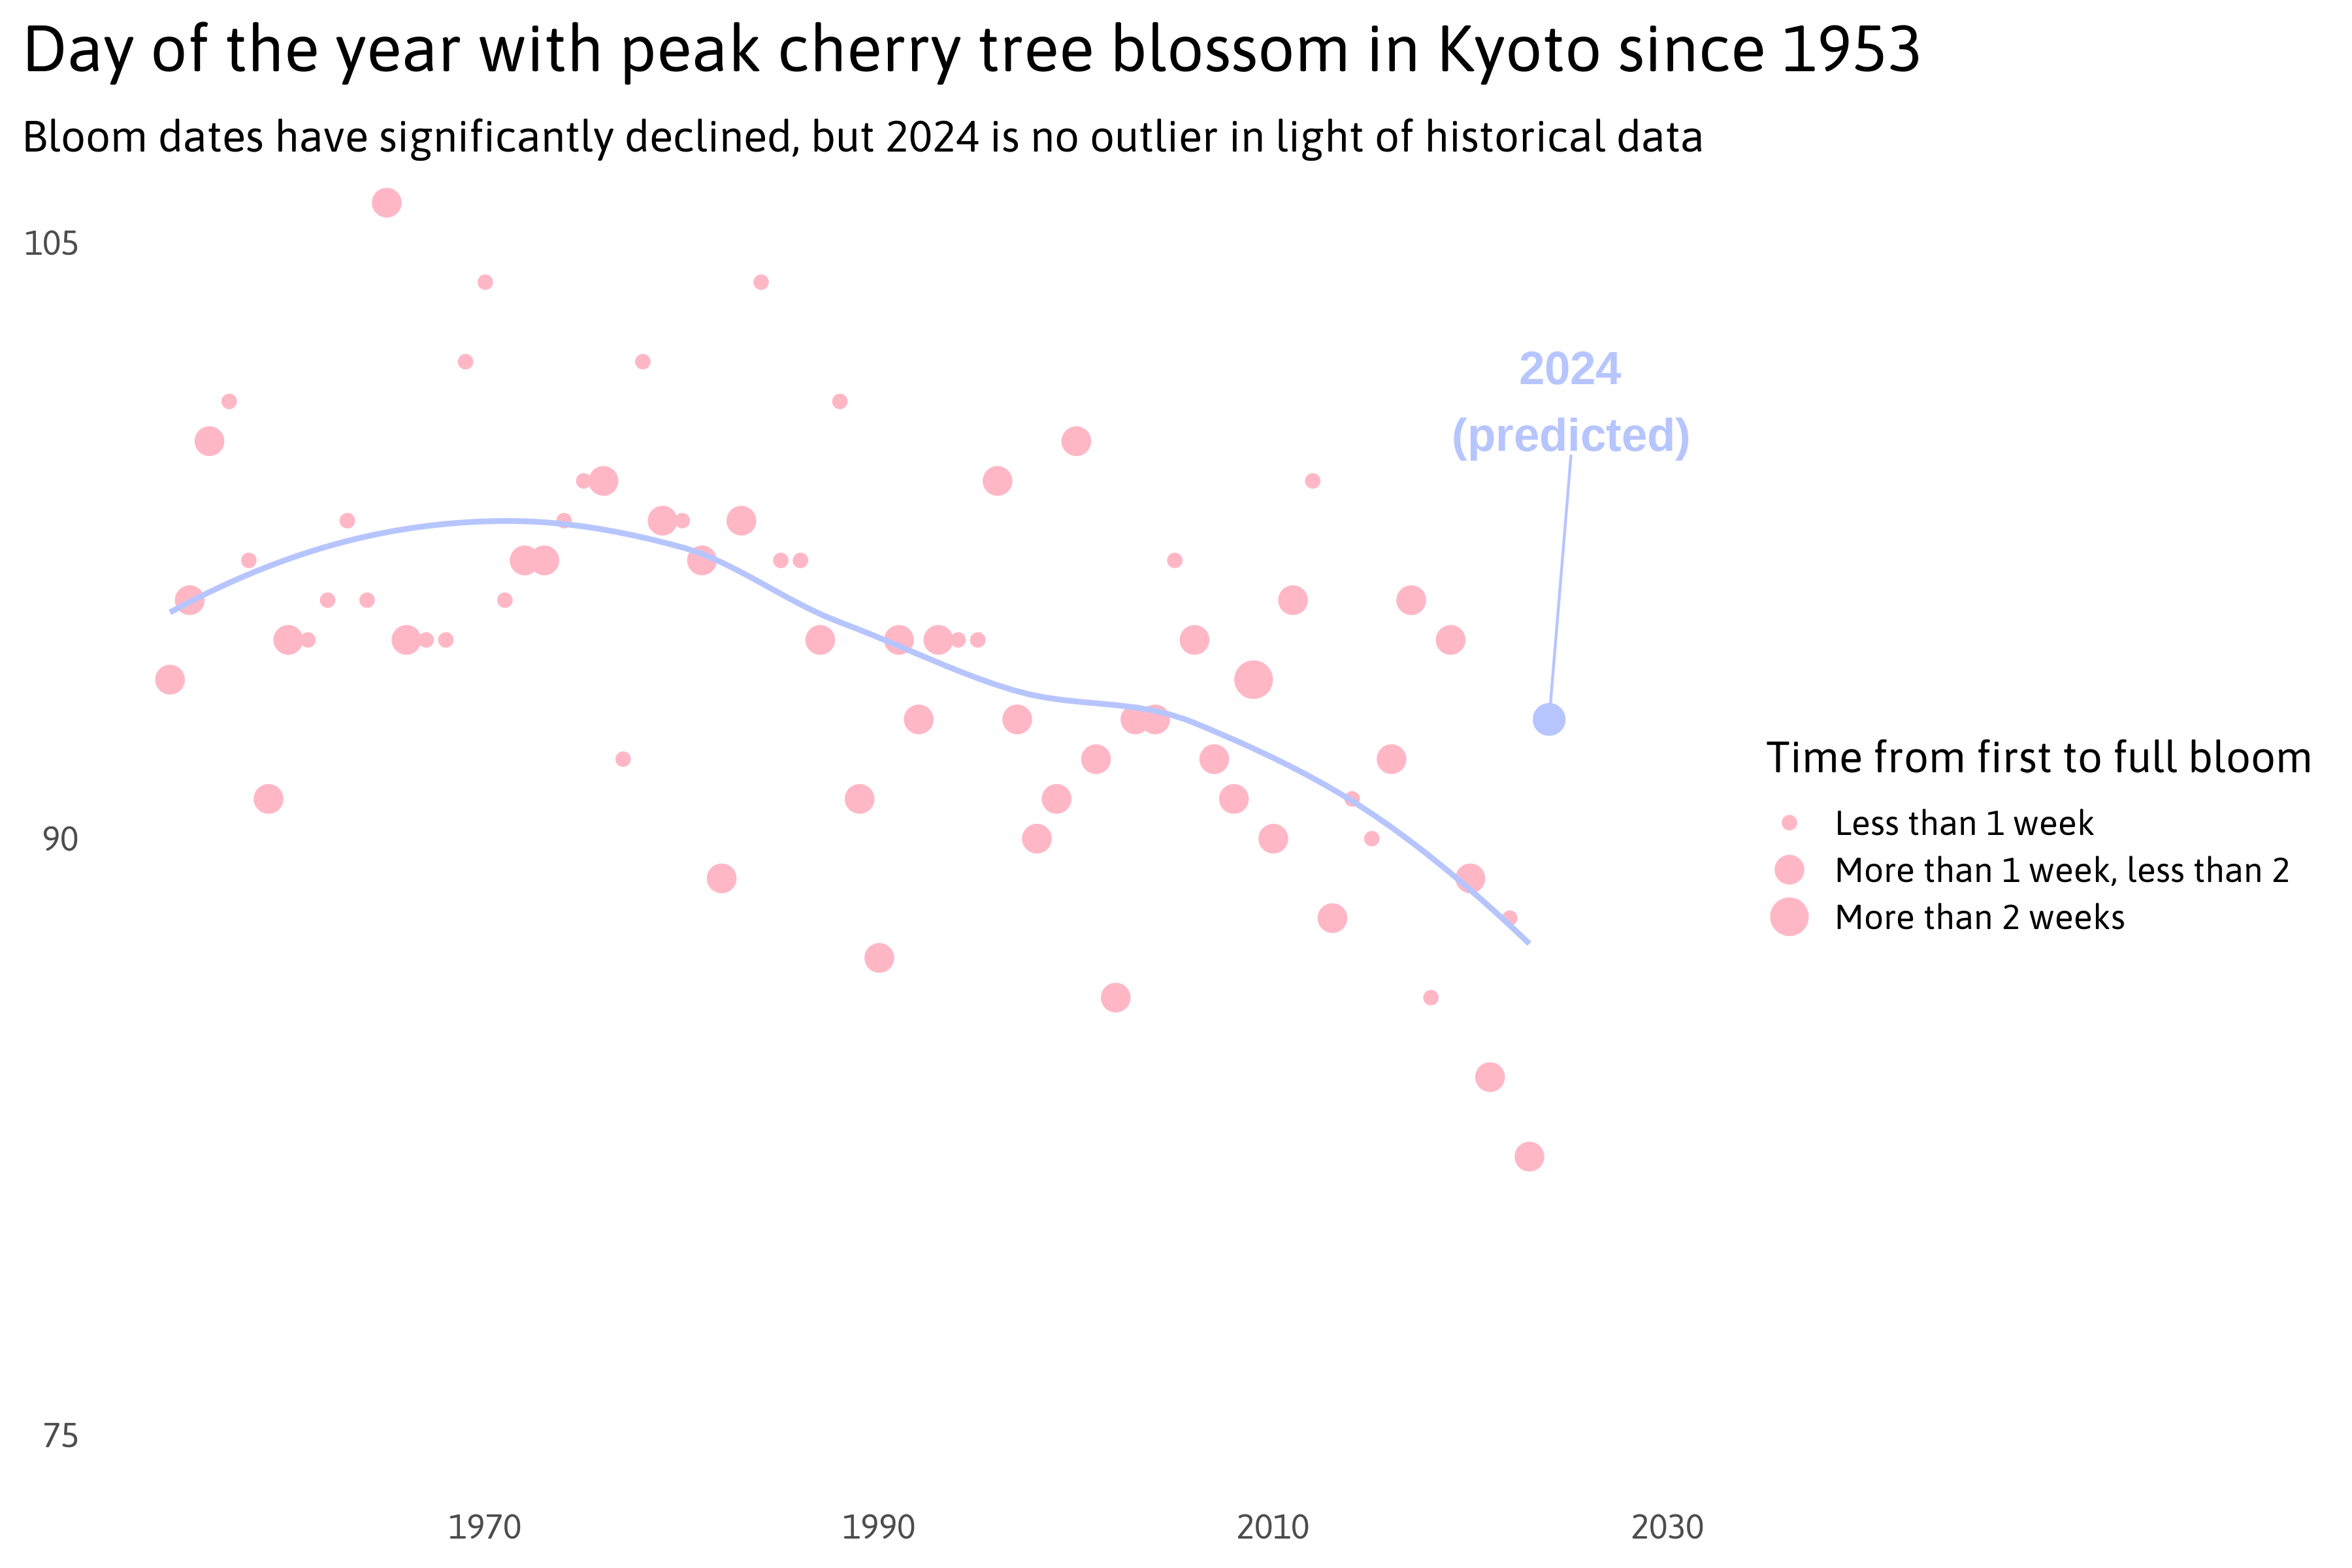 Day of the year with peak cherry tree blossom in Kyoto since 1953
Bloom dates have significantly declined, but 2024 is no outlier in light of historical data
105
2024
(predicted)
Time from first to full bloom
Less than 1 week
90
More than 1 week, less than 2
More than 2 weeks
75
1970
1990
2010
2030